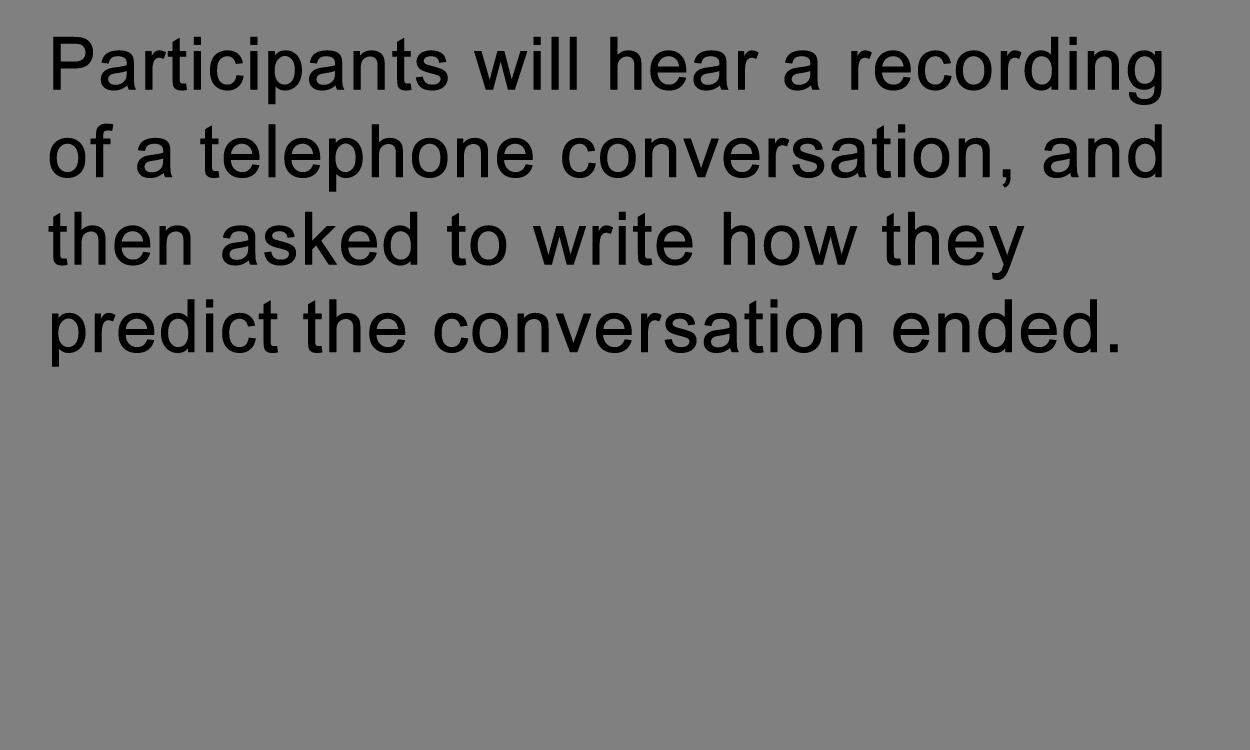 Participants will hear a recording
of a telephone conversation, and
then asked to write how they
predict the conversation ended.